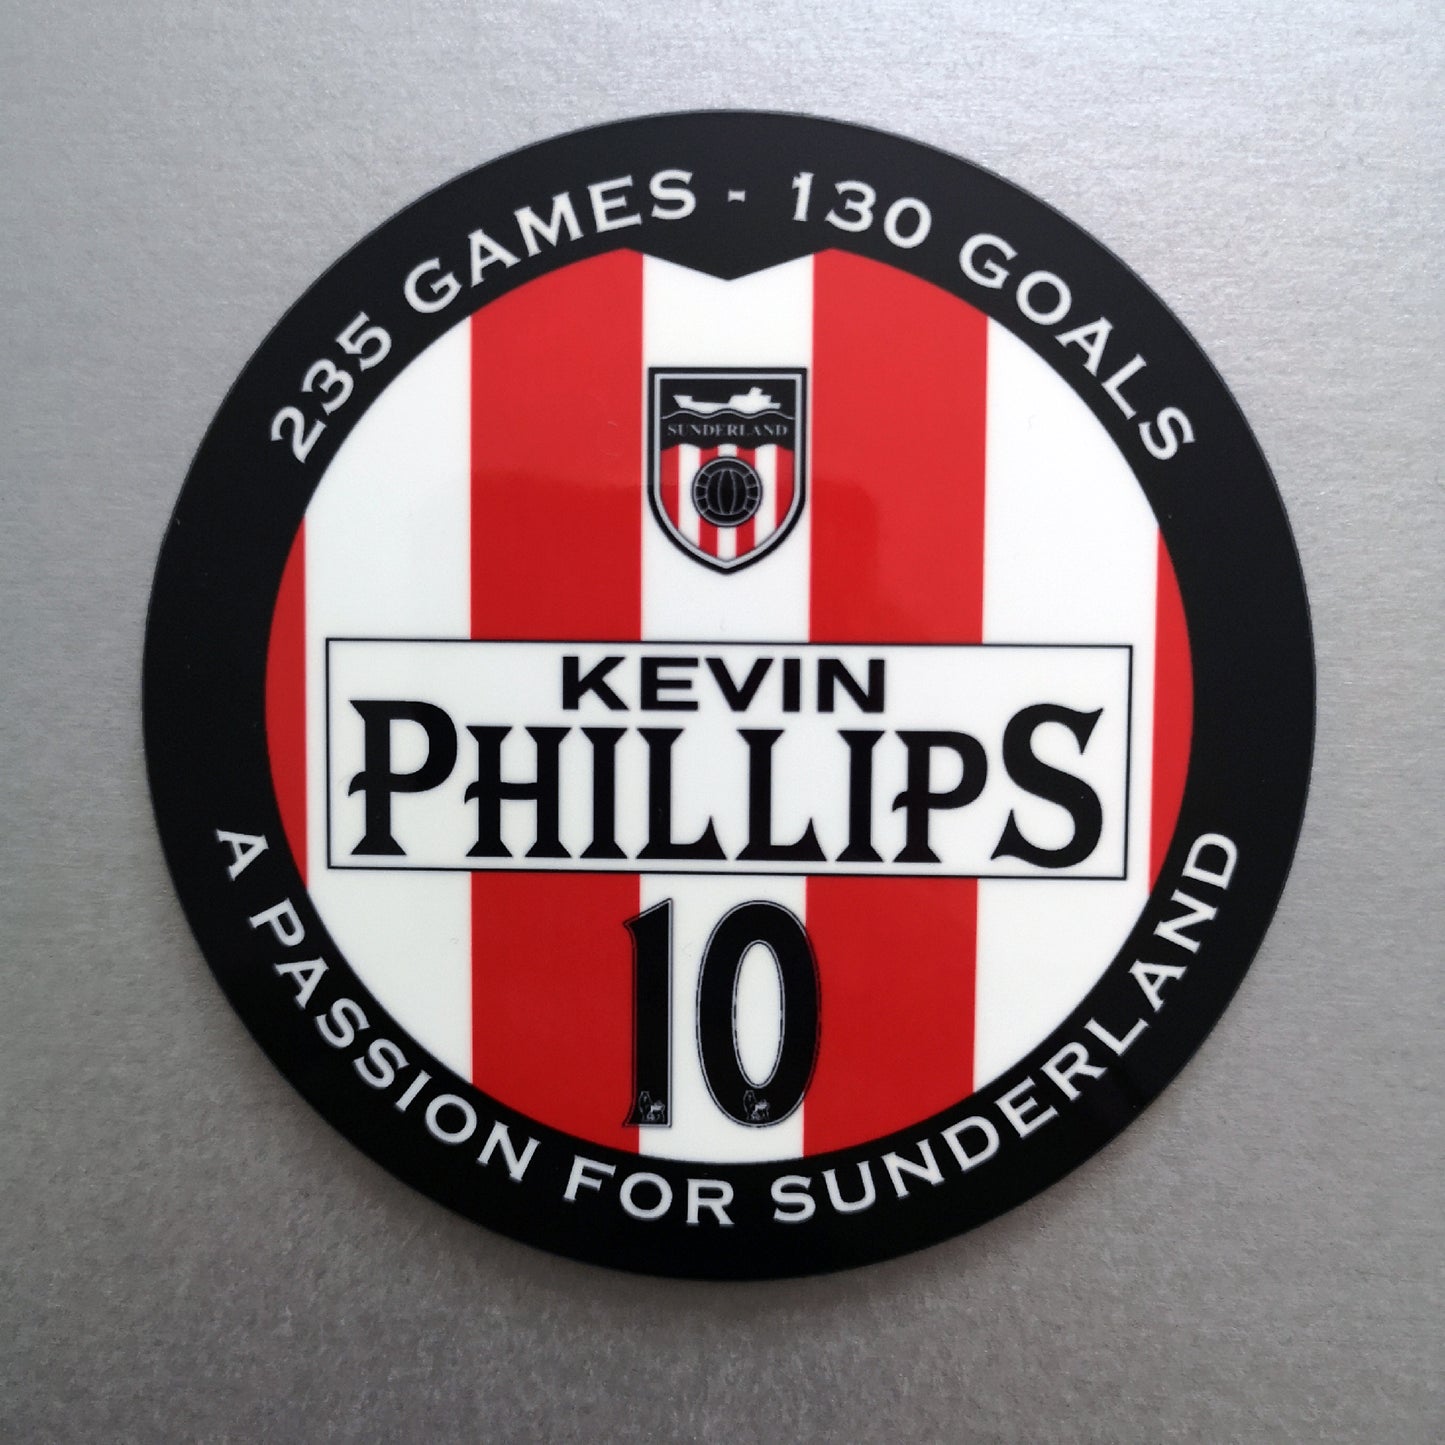 235 GAMES - 130 GOALS
SUNDERLAND
KEVIN
PHILLIPS
10
A PASSION FOR SUNDERLAND